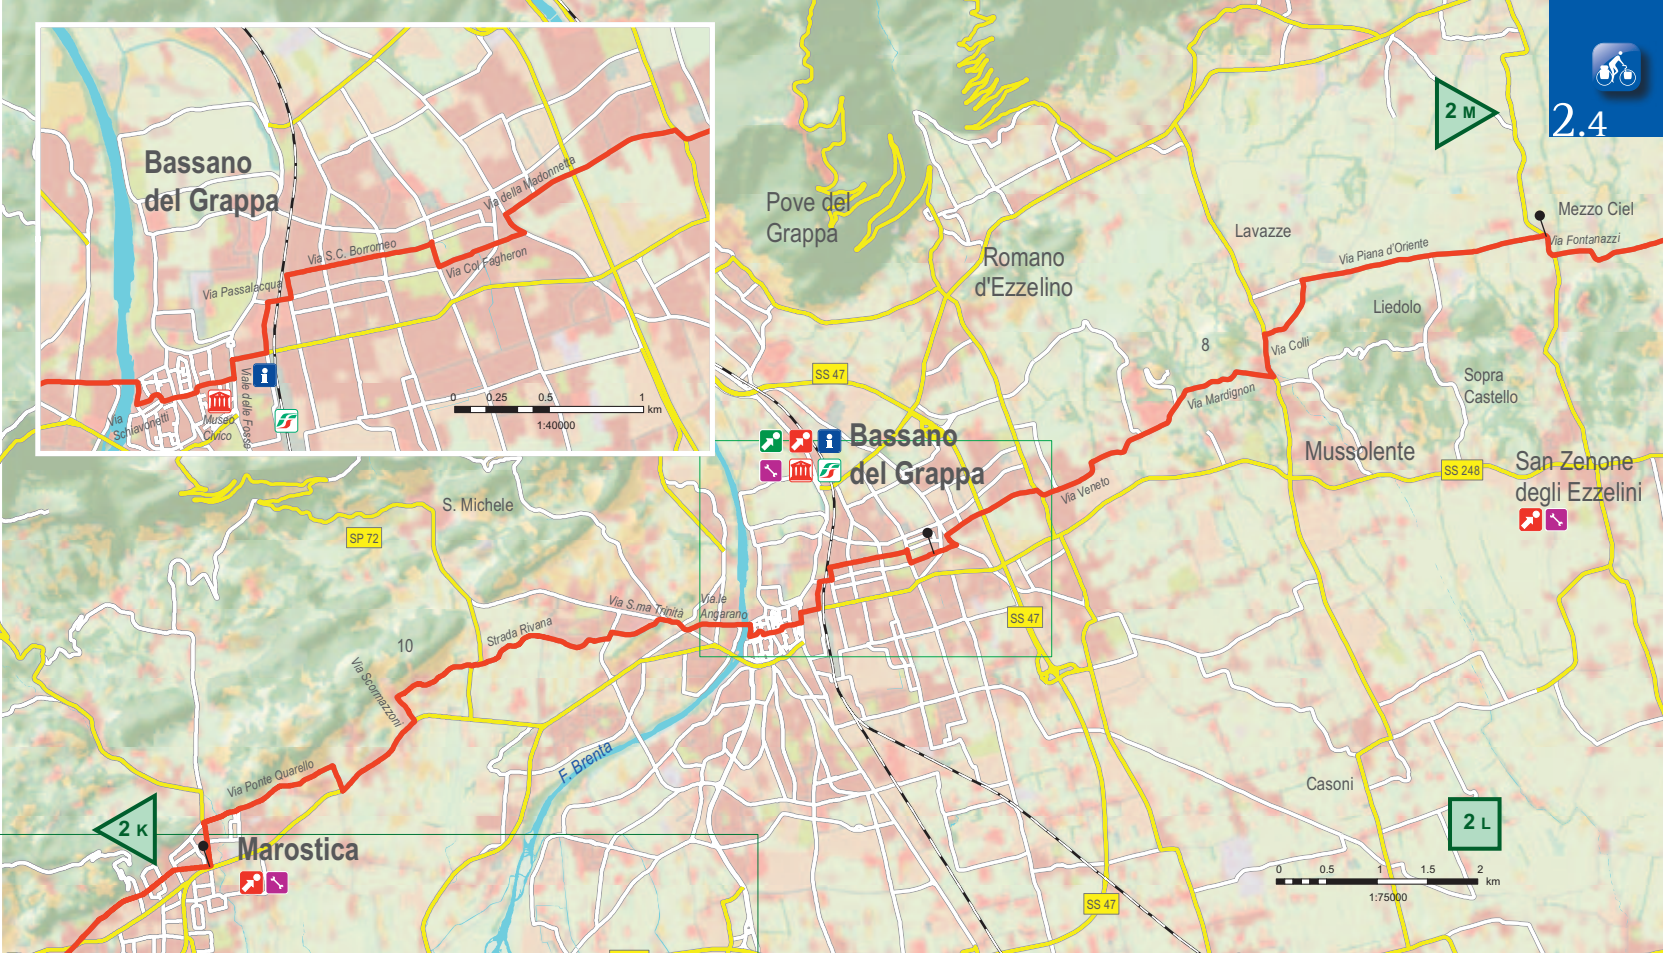 2.4
2 M
Bassano
del Grappa
Via della Madonnetta
Via S.C. Borromeo
Via Col Fagheron
Via Passalacqua
Viale delle Fosse
Via
Schiavonetti
Museo
Civico
0 0.25 0.5 1
km
1:40000
Pove del
Grappa
Romano
d'Ezzelino
Lavazze
Mezzo Ciel
Via Fontanazzi
Via Piana d'Oriente
Liedolo
8
Via Colli
Sopra
Castello
Via Mardignon
SS 47
Bassano
del Grappa
Mussolente
SS 248
San Zenone
degli Ezzelini
Via Veneto
S. Michele
SP 72
Via S.ma Trinità
Via.le
Angarano
SS 47
Strada Rivana
10
Via Scormazzoni
F. Brenta
Via Ponte Quarello
Casoni
2 K
2 L
Marostica
0 0.5 1 1.5 2
km
1:75000
SS 47